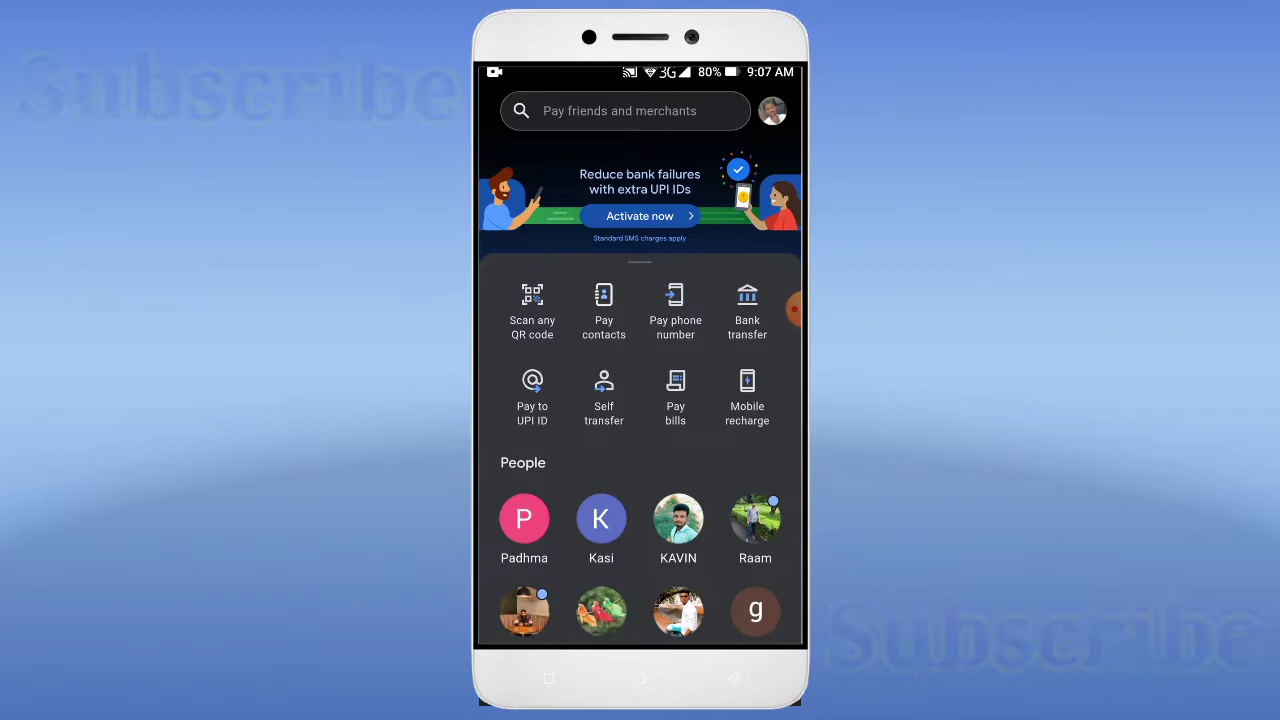 Subscribe
3G 80% 9:07 AM
Pay friends and merchants
Reduce bank failures
with extra UPI IDs
Activate now
Standard SMS charges apply
Scan any
QR code
Pay
contacts
Pay phone
number
Bank
transfer
Pay to
UPI ID
Self
transfer
Pay
bills
Mobile
recharge
People
P
K
Padhma
Kasi
KAVIN
Raam
g
Subscribe